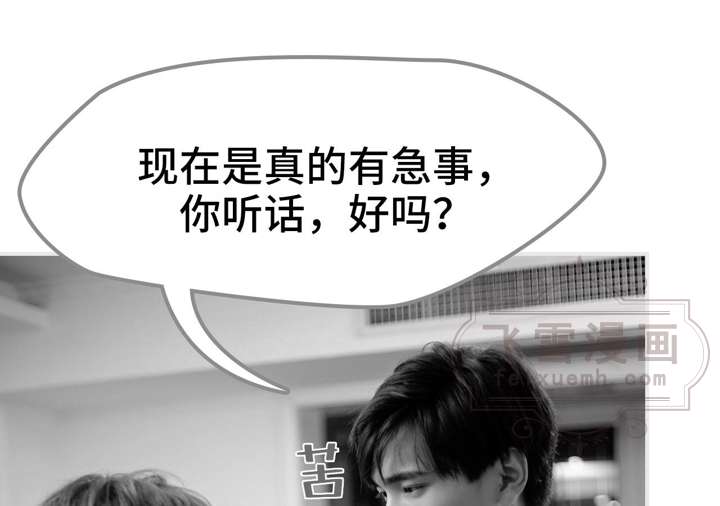 现在是真的有急事，
你听话，好吗？
苦
飞雪漫画
feixuemh.com